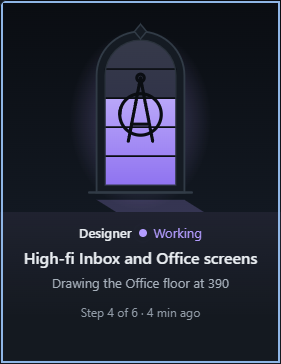 Designer ● Working
High-fi Inbox and Office screens
Drawing the Office floor at 390
Step 4 of 6 · 4 min ago